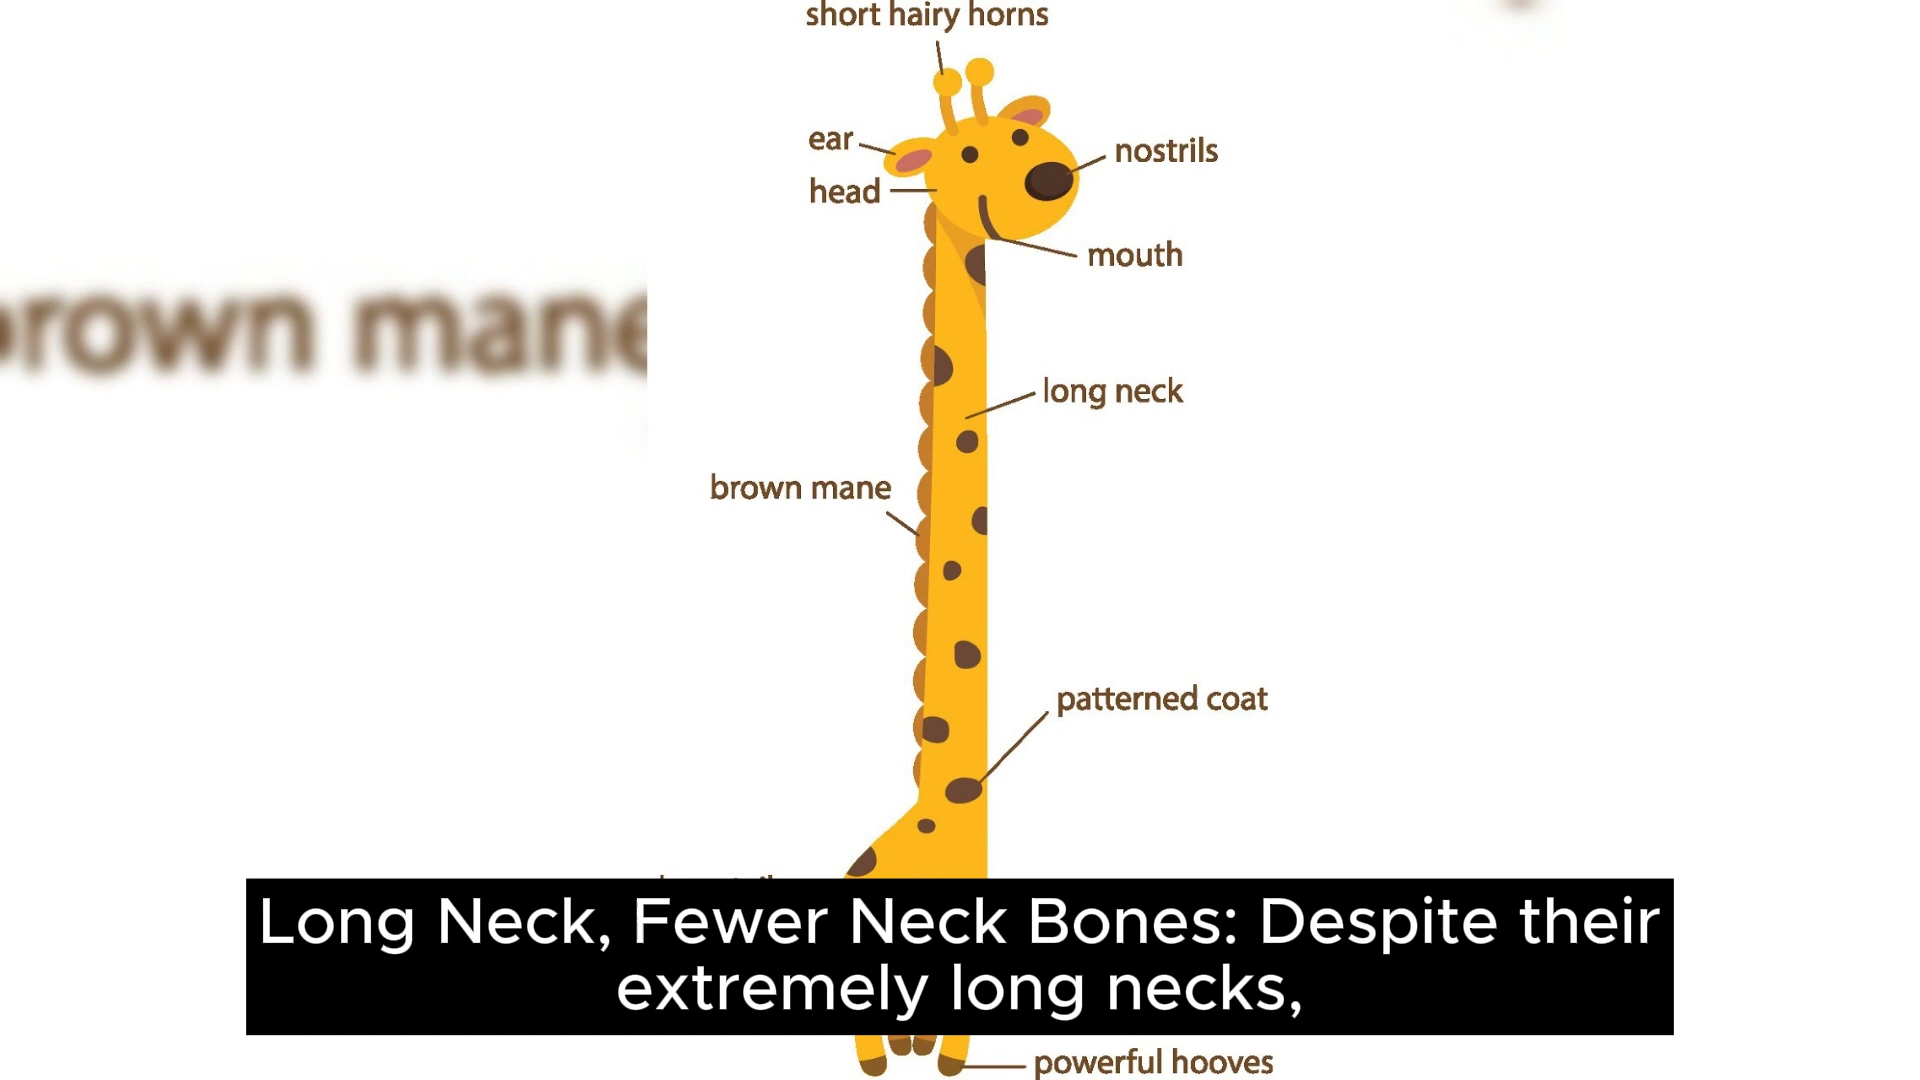 short hairy horns
ear
nostrils
head
mouth
brown mane
long neck
brown mane
patterned coat
Long Neck, Fewer Neck Bones: Despite their
extremely long necks,
powerful hooves